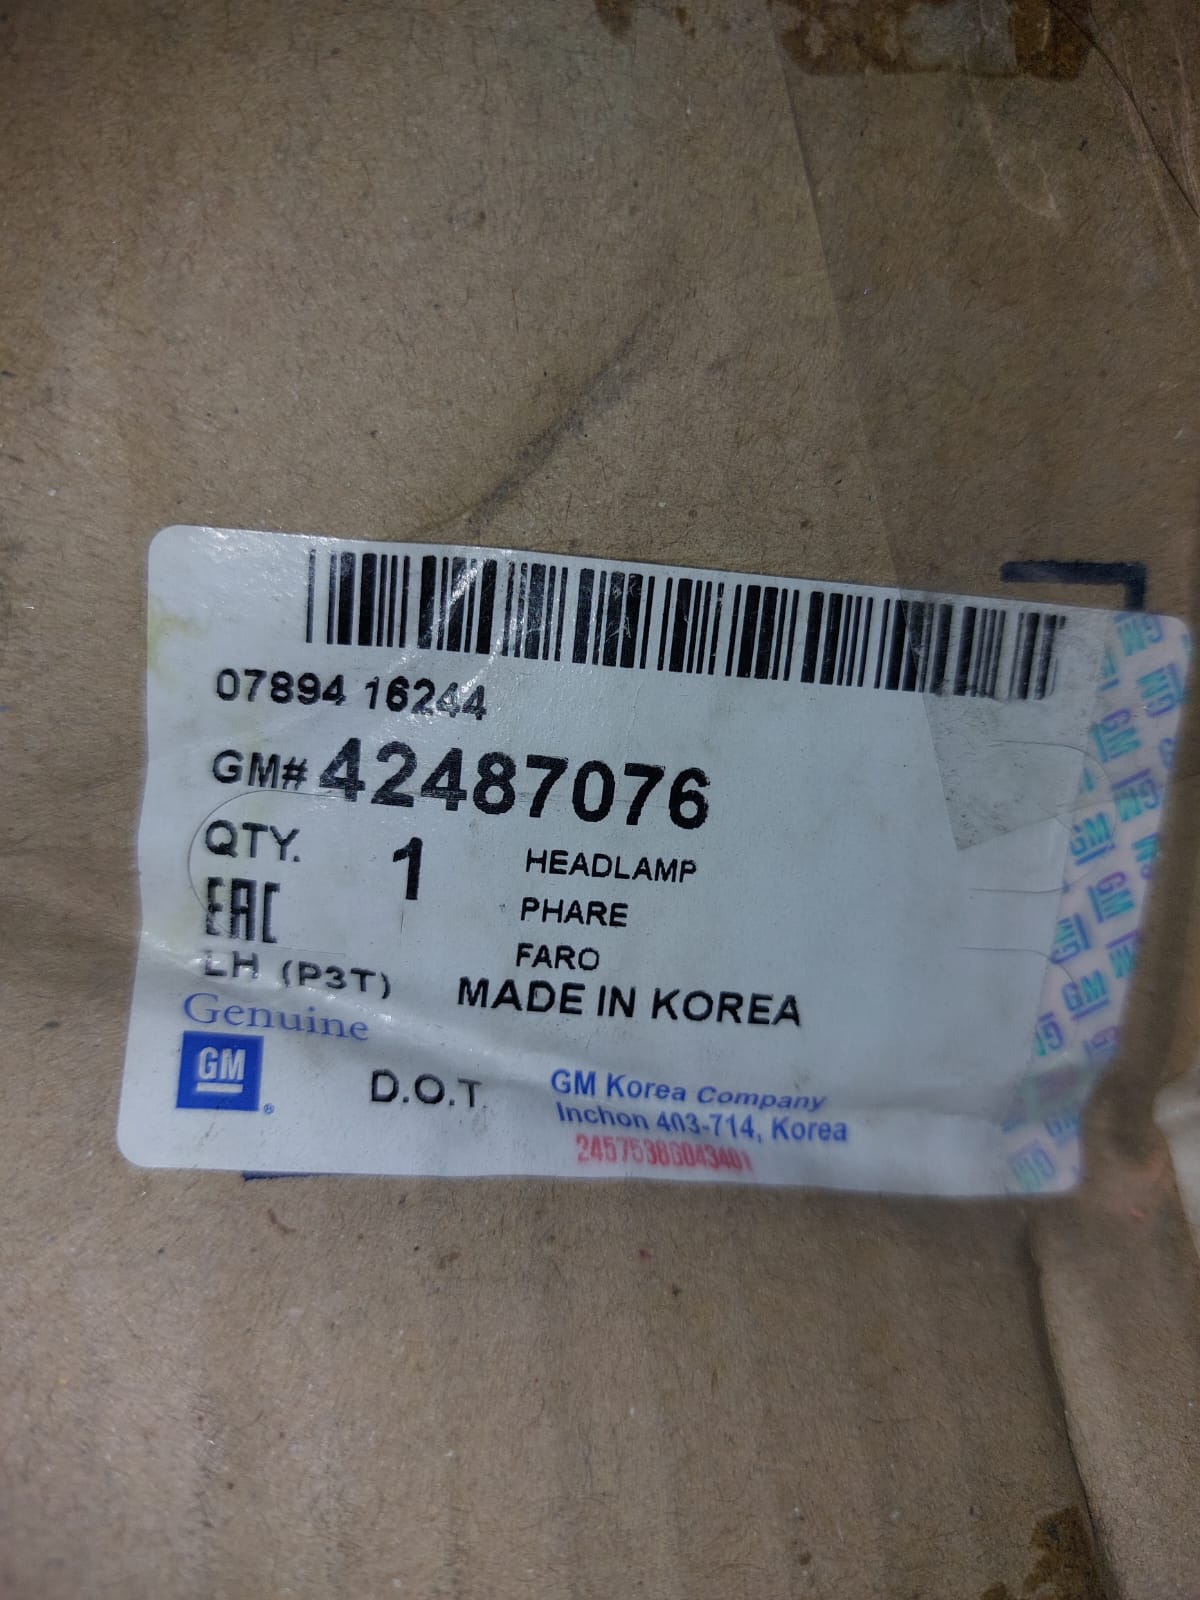 07894 16244
GM# 42487076
QTY. 1 HEADLAMP
EAC PHARE
FARO
LH (P3T) MADE IN KOREA
Genuine
GM ®
D.O.T
GM Korea Company
Inchon 403-714, Korea